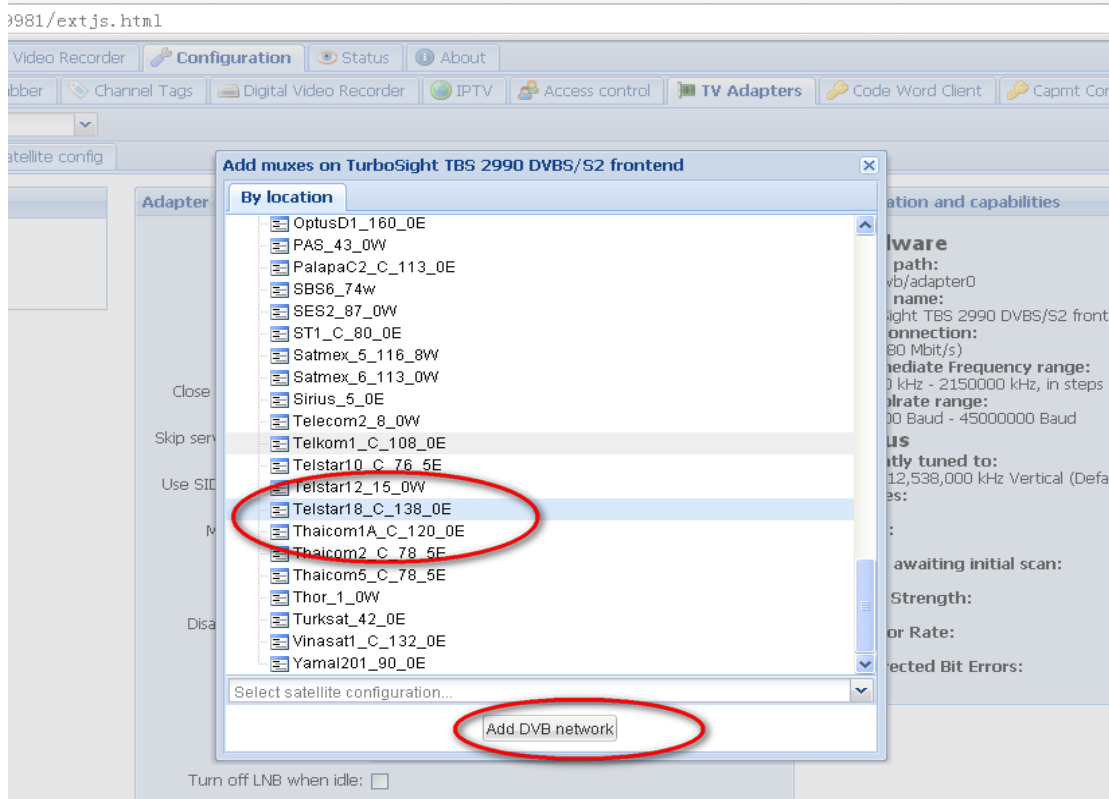 9981/extjs.html
Video Recorder Configuration Status About
bber Channel Tags Digital Video Recorder IPTV Access control TV Adapters Code Word Client Capmt Con
atellite config
Add muxes on TurboSight TBS 2990 DVBS/S2 frontend
By location
Adapter
ation and capabilities
OptusD1_160_0E
PAS_43_0W
PalapaC2_C_113_0E
SBS6_74w
SES2_87_0W
ST1_C_80_0E
Satmex_5_116_8W
Satmex_6_113_0W
Sirius_5_0E
Telecom2_8_0W
Telkom1_C_108_0E
Telstar10_C_76_5E
Telstar12_15_0W
Telstar18_C_138_0E
Thaicom1A_C_120_0E
Thaicom2_C_78_5E
Thaicom5_C_78_5E
Thor_1_0W
Turksat_42_0E
Vinasat1_C_132_0E
Yamal201_90_0E
Select satellite configuration...
Add DVB network
Close
Skip serv
Use SID
M
Disa
Turn off LNB when idle:
dware
path:
vb/adapter0
name:
Sight TBS 2990 DVBS/S2 front
onnection:
80 Mbit/s)
mediate Frequency range:
0 kHz - 2150000 kHz, in steps
olrate range:
00 Baud - 45000000 Baud
us
ntly tuned to:
12,538,000 kHz Vertical (Defa
es:
:
awaiting initial scan:
Strength:
or Rate:
rected Bit Errors: